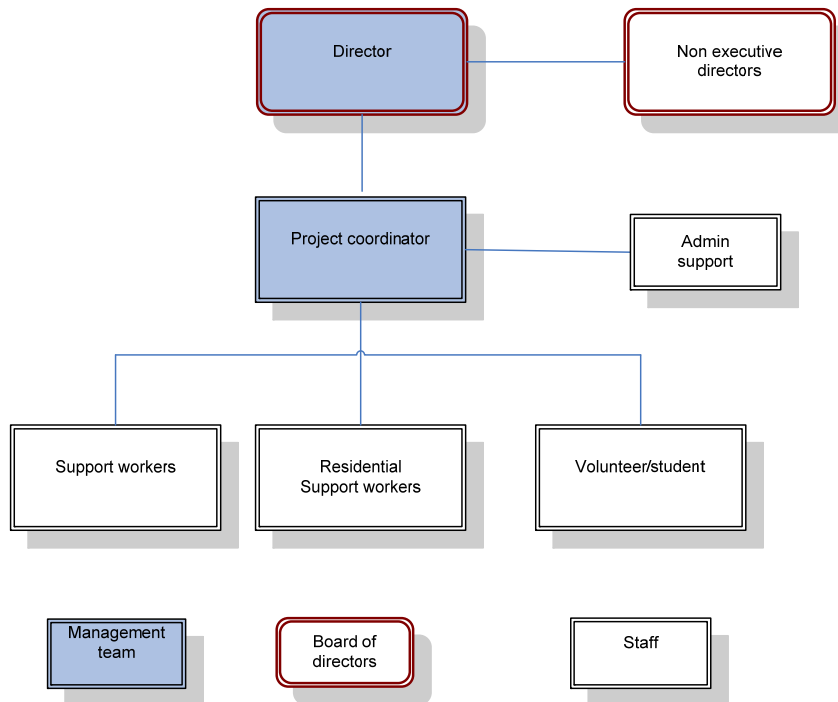 Director
Non executive
directors
Project coordinator
Admin
support
Support workers
Residential
Support workers
Volunteer/student
Management
team
Board of
directors
Staff